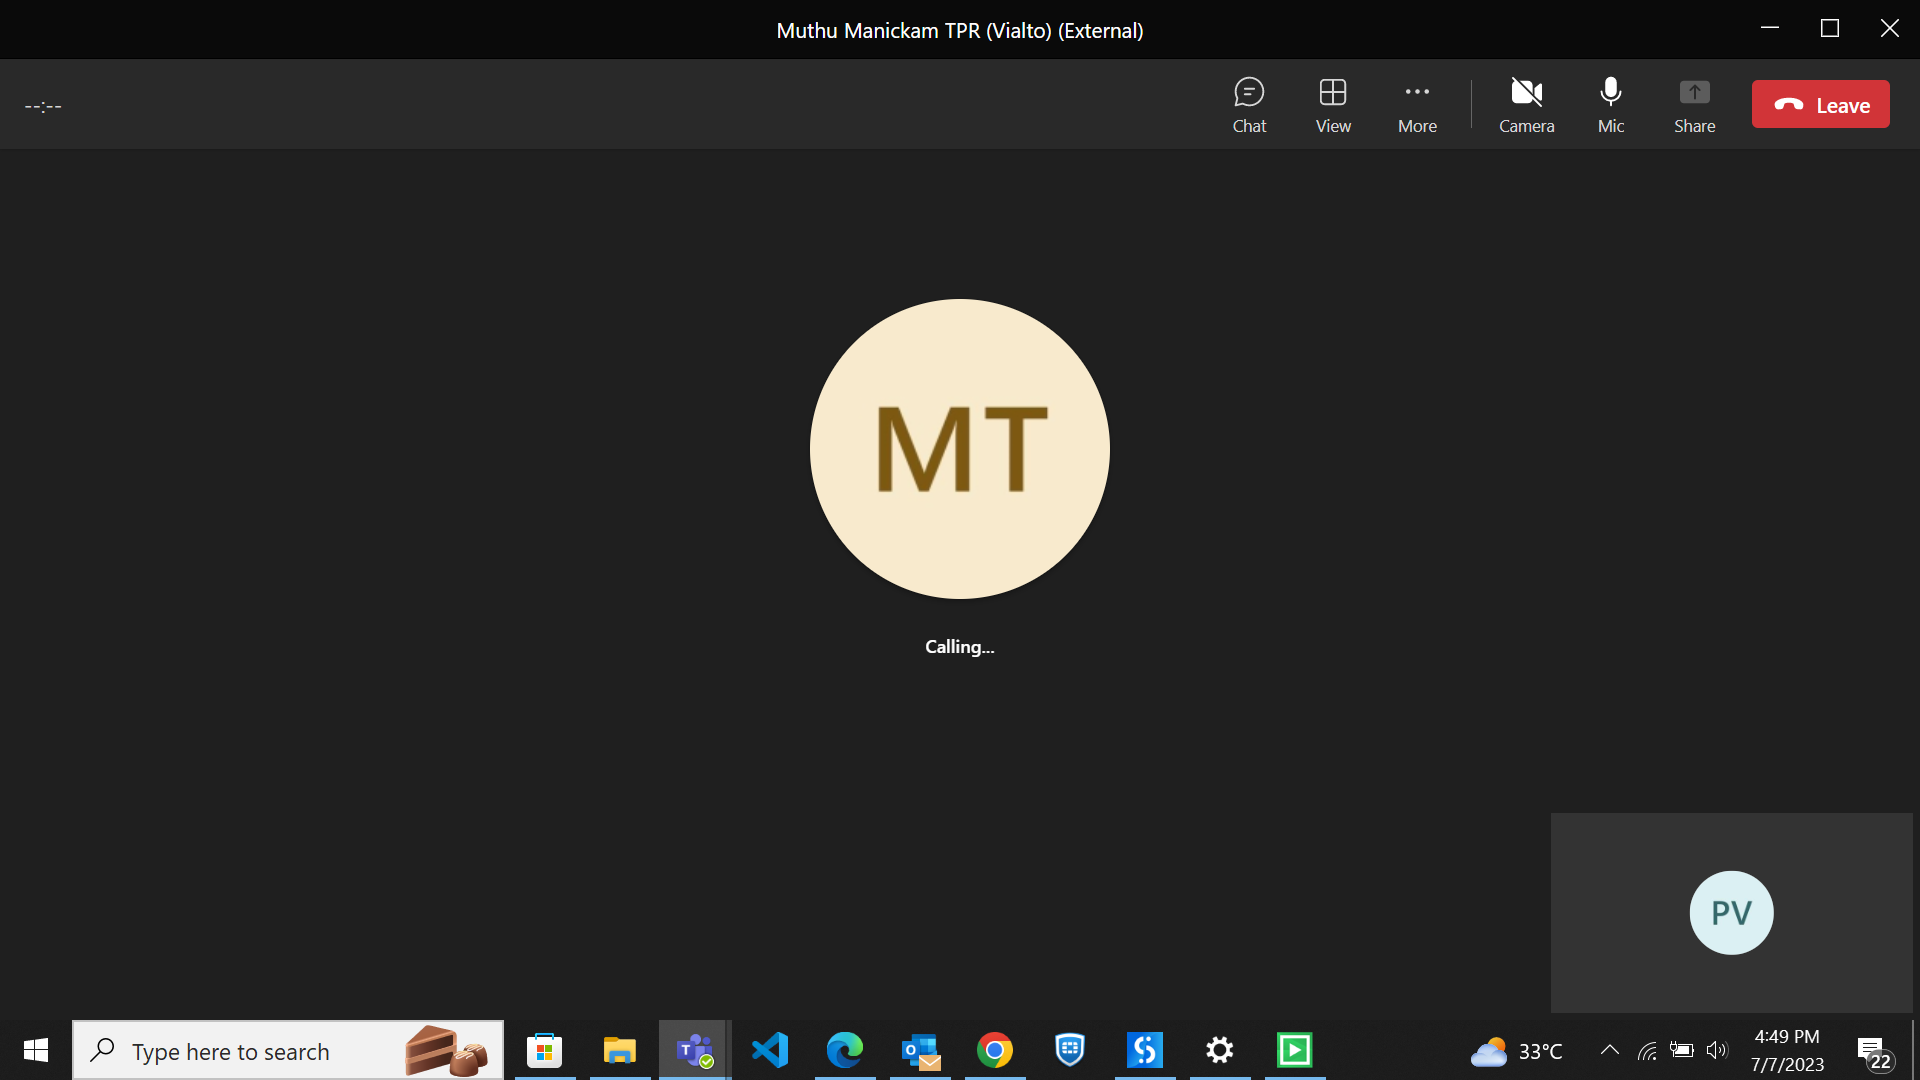 Muthu Manickam TPR (Vialto) (External)
--:--
Chat
View
More
Camera
Mic
Share
Leave
MT
Calling...
PV
Type here to search
33°C
4:49 PM
7/7/2023
22